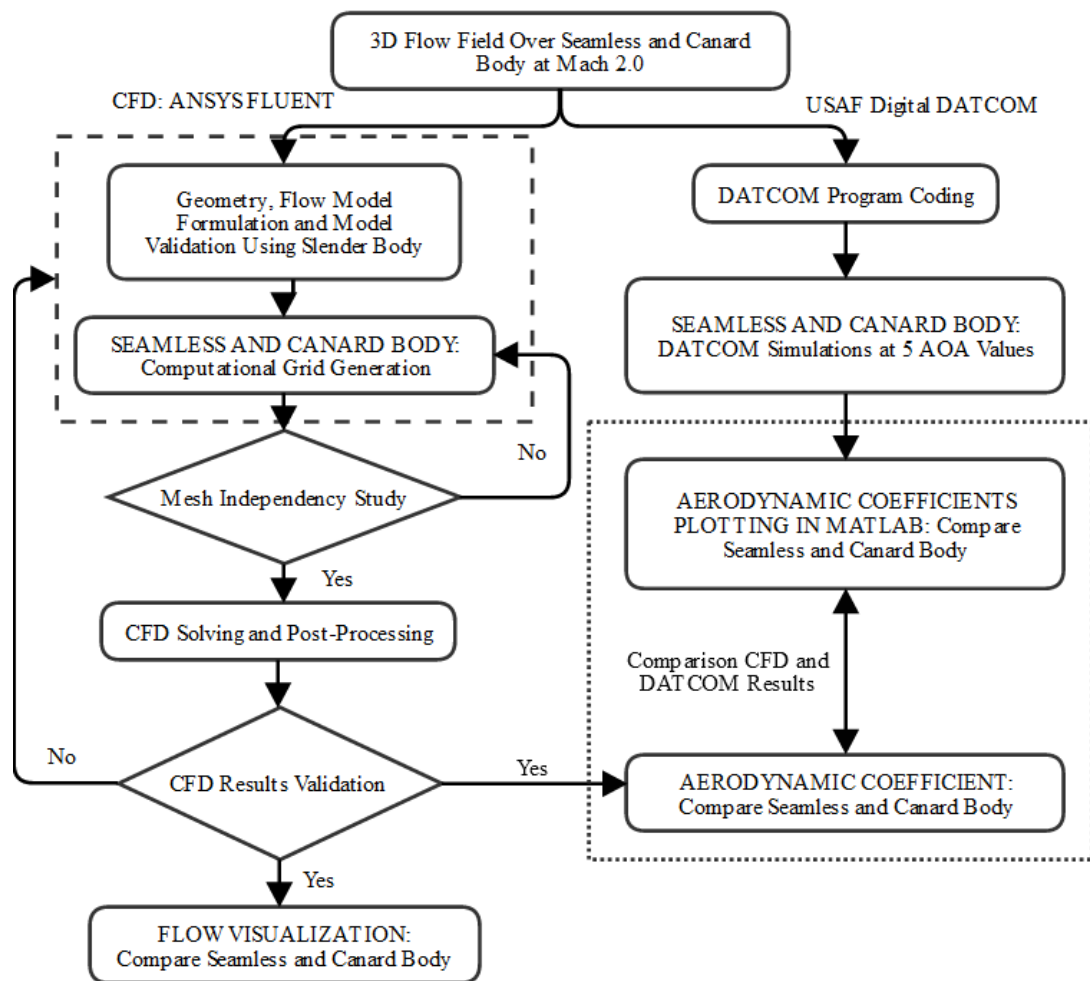 3D Flow Field Over Seamless and Canard
Body at Mach 2.0
CFD: ANSYS FLUENT
USAF Digital DATCOM
Geometry, Flow Model
Formulation and Model
Validation Using Slender Body
DATCOM Program Coding
SEAMLESS AND CANARD BODY:
Computational Grid Generation
SEAMLESS AND CANARD BODY:
DATCOM Simulations at 5 AOA Values
No
Mesh Independency Study
Yes
AERODYNAMIC COEFFICIENTS
PLOTTING IN MATLAB: Compare
Seamless and Canard Body
CFD Solving and Post-Processing
Comparison CFD and
DATCOM Results
No
CFD Results Validation
Yes
AERODYNAMIC COEFFICIENT:
Compare Seamless and Canard Body
Yes
FLOW VISUALIZATION:
Compare Seamless and Canard Body